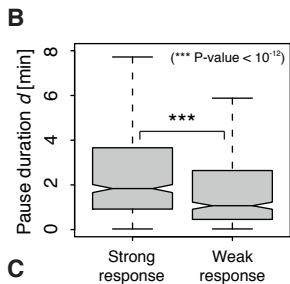 B
(*** P-value < 10⁻¹²)
***
Pause duration d [min]
8
6
4
2
0
Strong response
Weak response
C